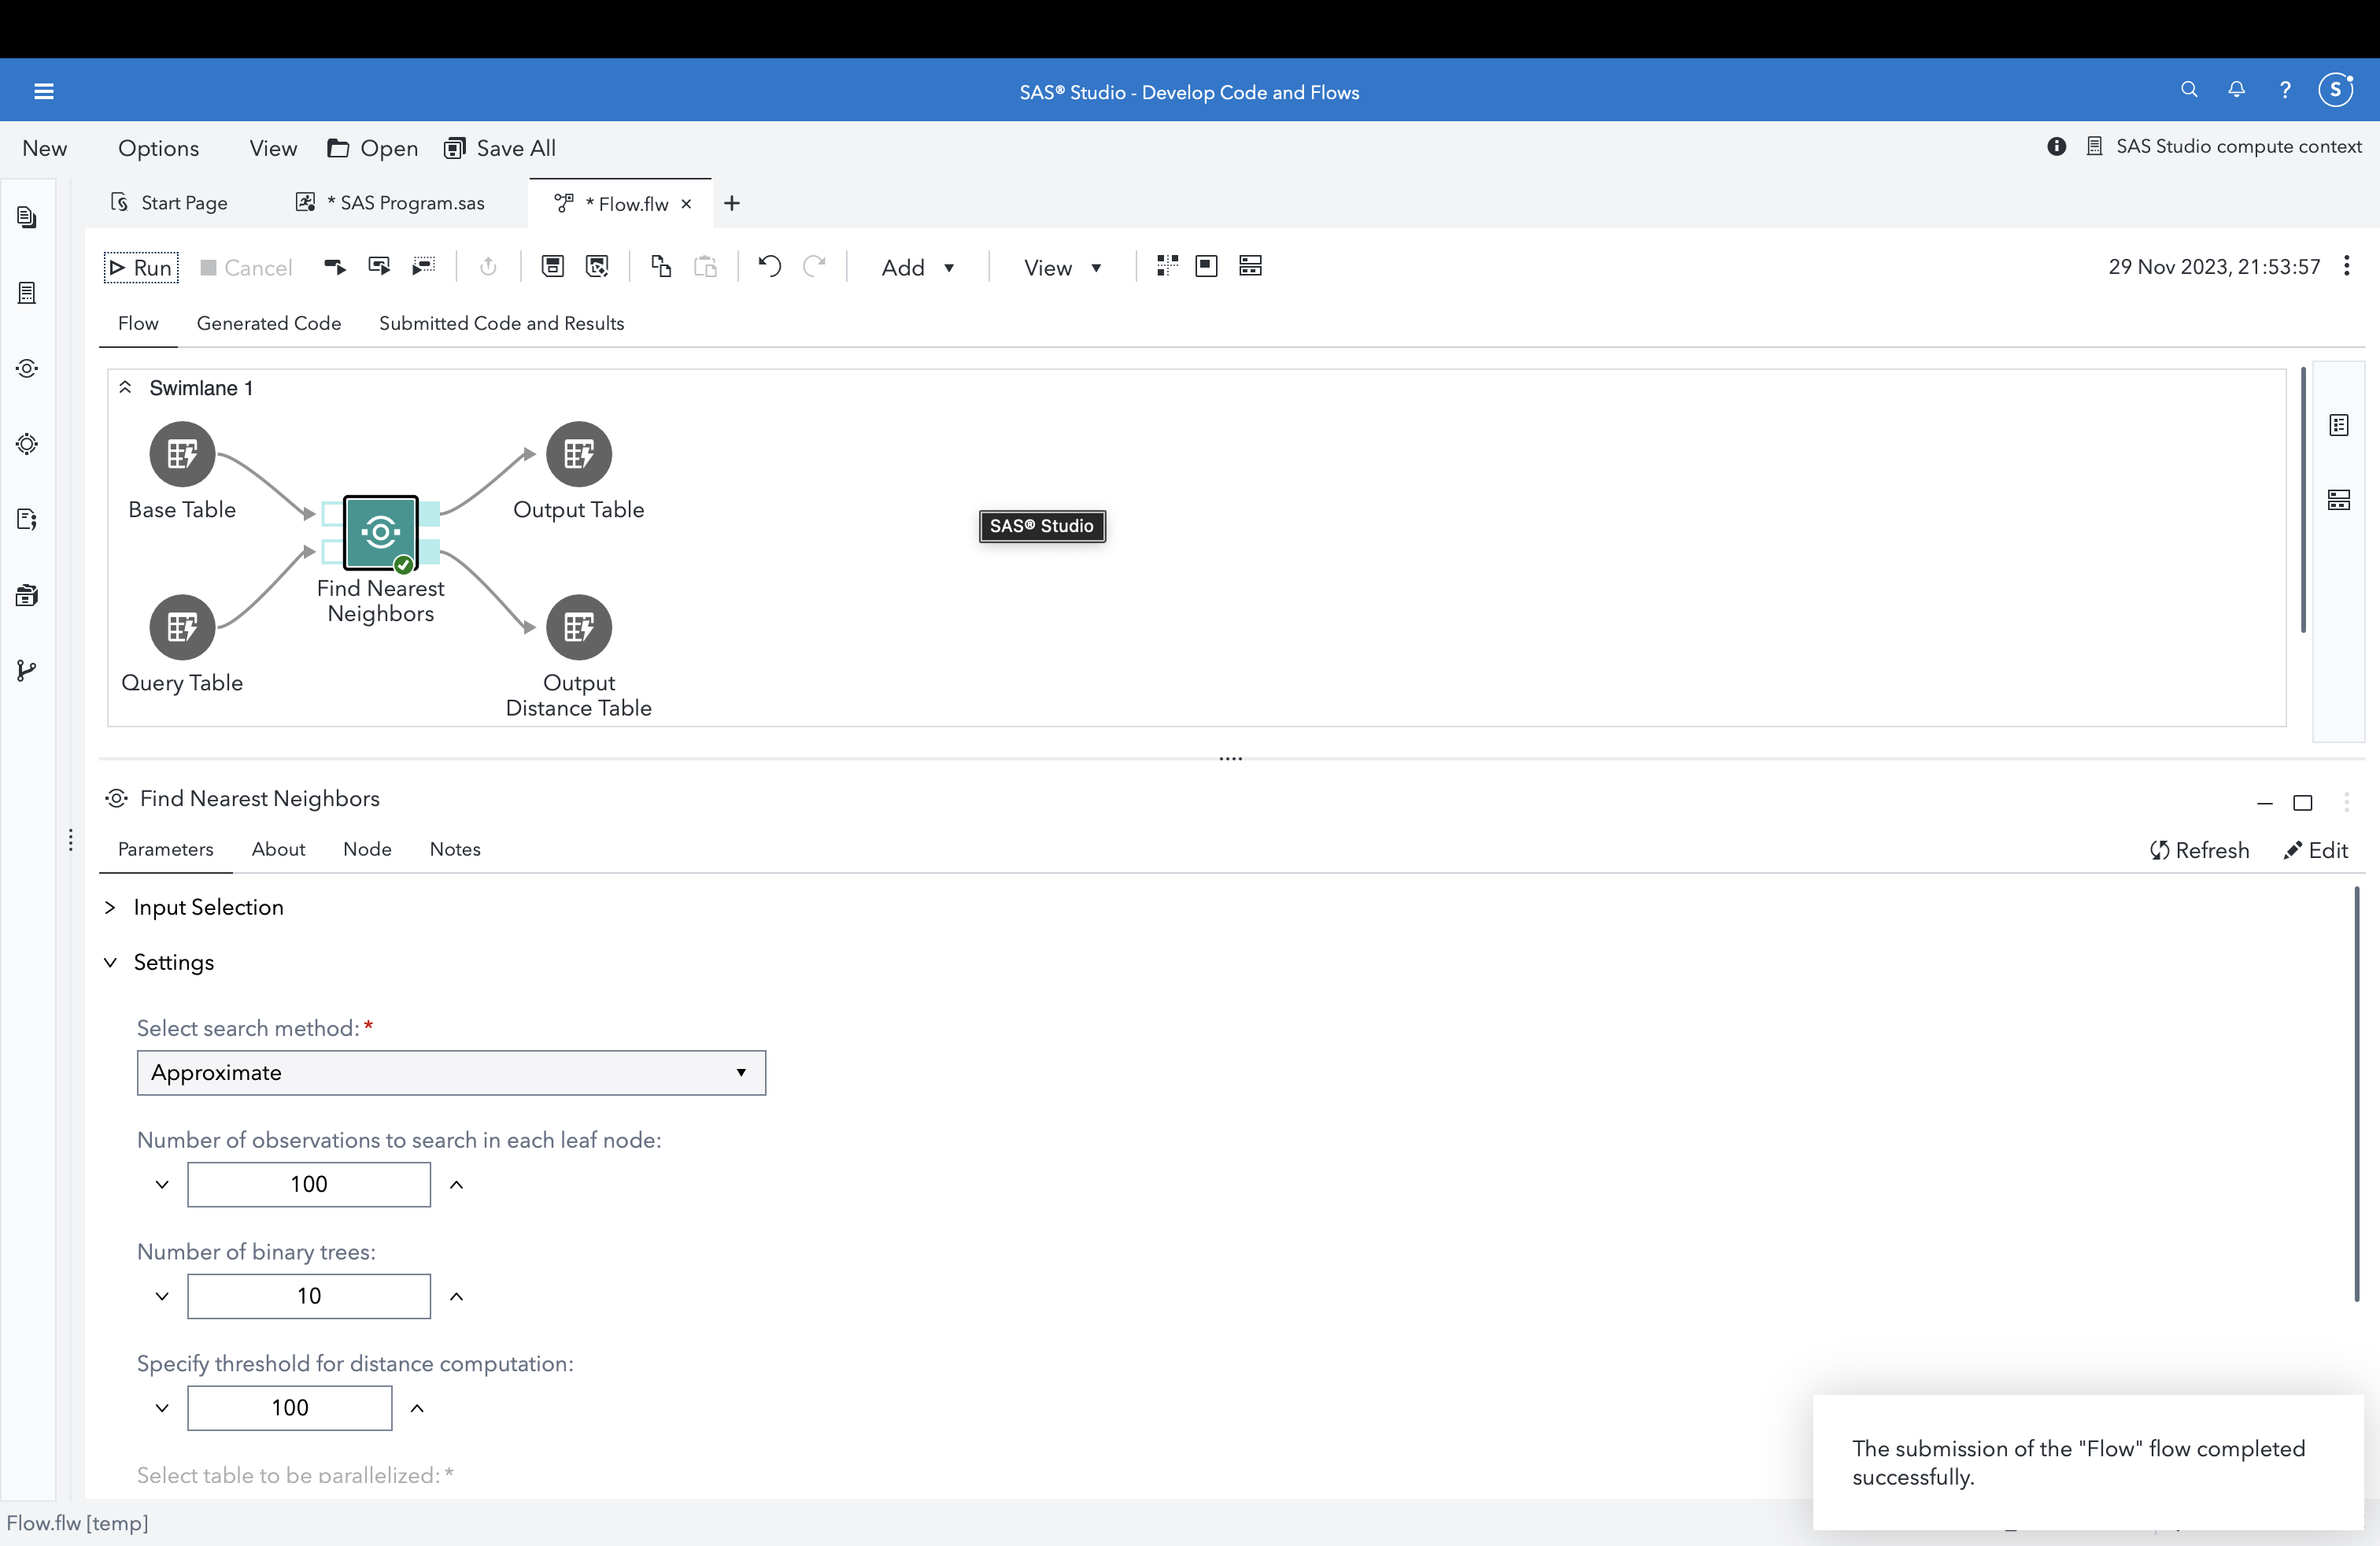 SAS® Studio - Develop Code and Flows
S
New Options View Open Save All
SAS Studio compute context
Start Page
* SAS Program.sas
* Flow.flw
Run Cancel Add View
29 Nov 2023, 21:53:57
Flow Generated Code Submitted Code and Results
Swimlane 1
Base Table
Output Table
SAS® Studio
Find Nearest
Neighbors
Query Table
Output
Distance Table
Find Nearest Neighbors
Parameters About Node Notes
Refresh Edit
Input Selection
Settings
Select search method:*
Approximate
Number of observations to search in each leaf node:
100
Number of binary trees:
10
Specify threshold for distance computation:
100
Select table to be parallelized:*
The submission of the "Flow" flow completed
successfully.
Flow.flw [temp]